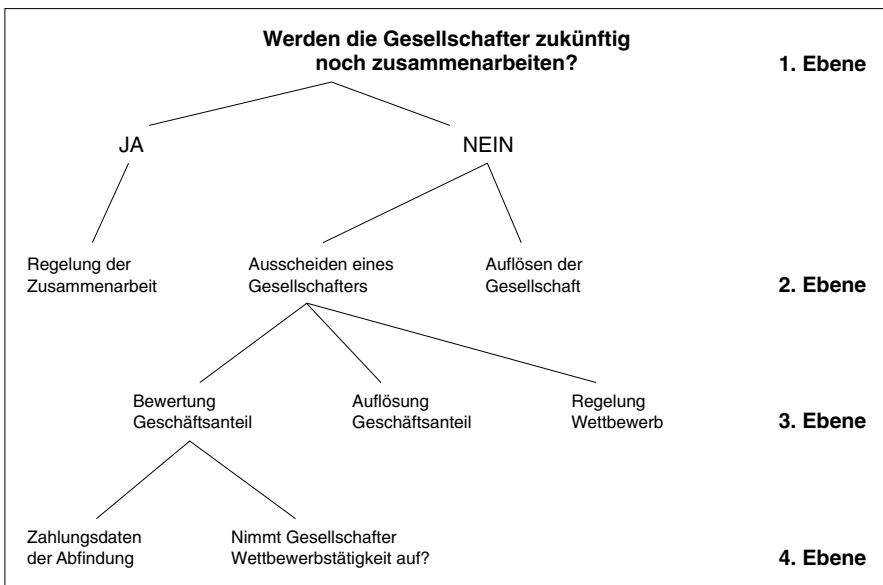 Werden die Gesellschafter zukünftig
noch zusammenarbeiten?
1. Ebene
JA
NEIN
Regelung der
Zusammenarbeit
Ausscheiden eines
Gesellschafters
Auflösen der
Gesellschaft
2. Ebene
Bewertung
Geschäftsanteil
Auflösung
Geschäftsanteil
Regelung
Wettbewerb
3. Ebene
Zahlungsdaten
der Abfindung
Nimmt Gesellschafter
Wettbewerbstätigkeit auf?
4. Ebene